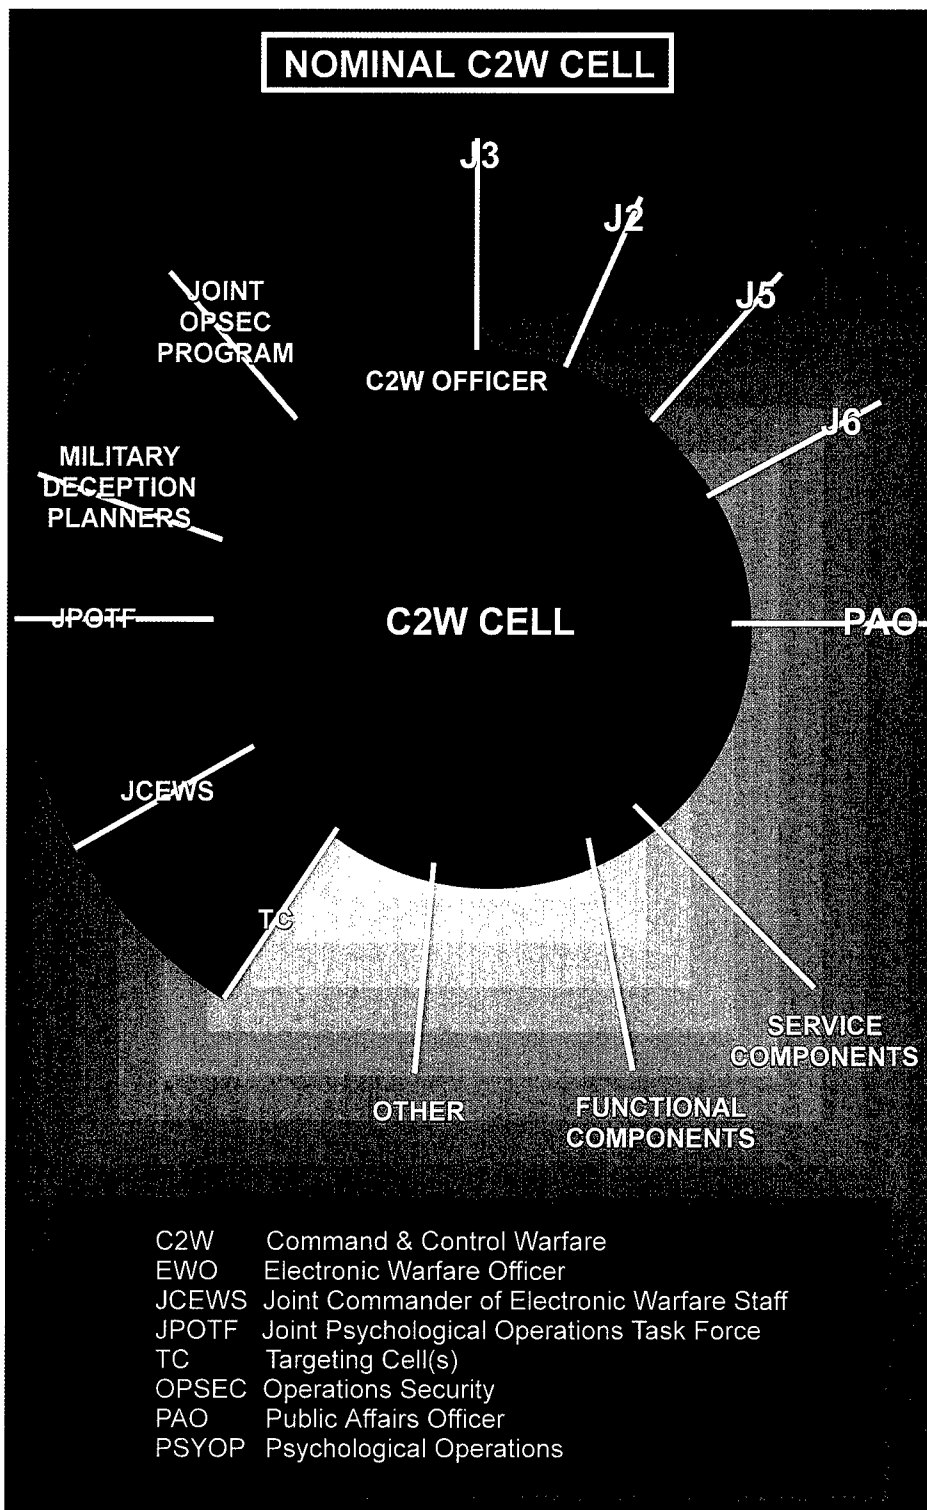 NOMINAL C2W CELL
J3
J2
J5
J6
JOINT
OPSEC
PROGRAM
C2W OFFICER
MILITARY
DECEPTION
PLANNERS
JPOTF
C2W CELL
PAO
JCEWS
TC
SERVICE
COMPONENTS
OTHER
FUNCTIONAL
COMPONENTS
C2W Command & Control Warfare
EWO Electronic Warfare Officer
JCEWS Joint Commander of Electronic Warfare Staff
JPOTF Joint Psychological Operations Task Force
TC Targeting Cell(s)
OPSEC Operations Security
PAO Public Affairs Officer
PSYOP Psychological Operations